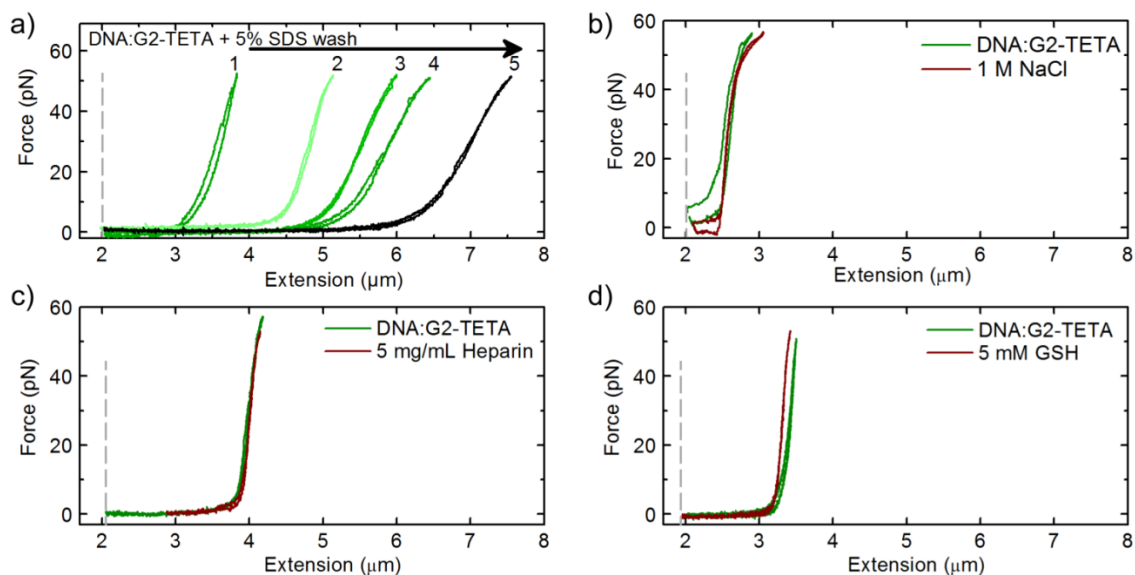 a)
DNA:G2-TETA + 5% SDS wash
1 2 3 4 5
60
40
20
0
Force (pN)
2 3 4 5 6 7 8
Extension (µm)
b)
DNA:G2-TETA
1 M NaCl
60
40
20
0
Force (pN)
2 3 4 5 6 7 8
Extension (µm)
c)
DNA:G2-TETA
5 mg/mL Heparin
60
40
20
0
Force (pN)
2 3 4 5 6 7 8
Extension (µm)
d)
DNA:G2-TETA
5 mM GSH
60
40
20
0
Force (pN)
2 3 4 5 6 7 8
Extension (µm)